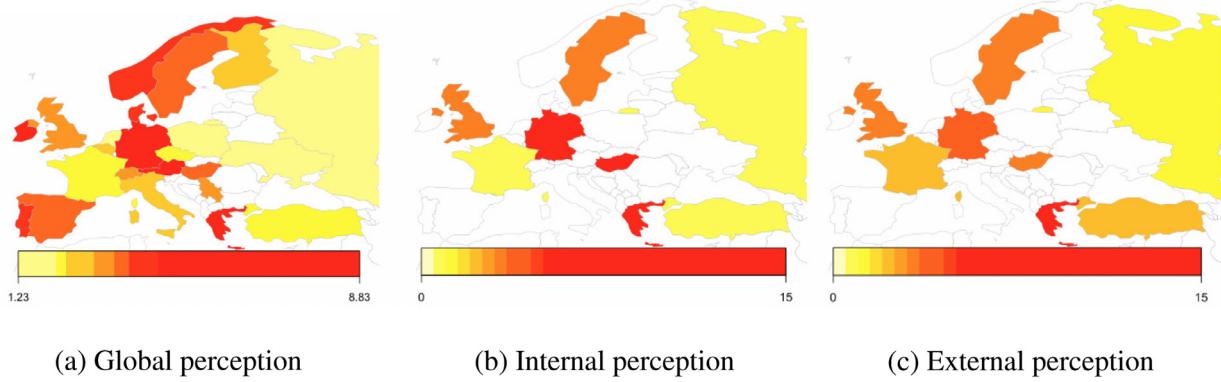 1.23 8.83
0 15
0 15
(a) Global perception
(b) Internal perception
(c) External perception